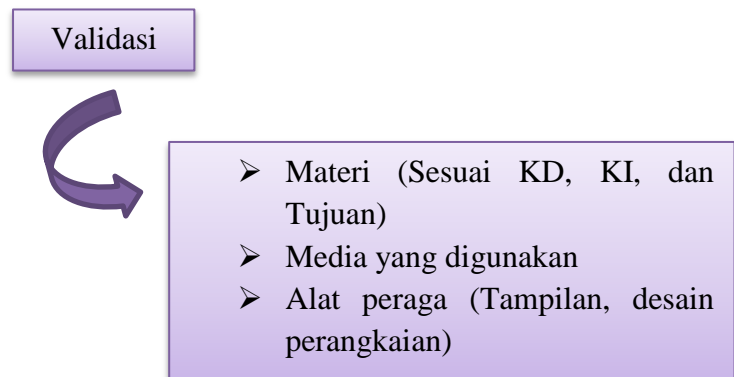 Validasi
➢ Materi (Sesuai KD, KI, dan
Tujuan)
➢ Media yang digunakan
➢ Alat peraga (Tampilan, desain
perangkaian)